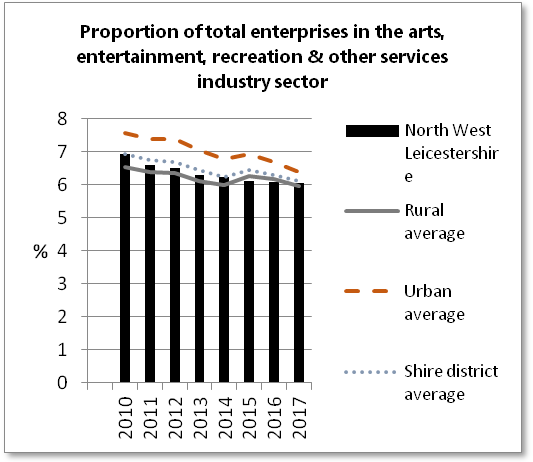 Proportion of total enterprises in the arts,
entertainment, recreation & other services
industry sector
8
7
6
5
4
3
2
1
0
%
2010
2011
2012
2013
2014
2015
2016
2017
North West
Leicestershir
e
Rural
average
Urban
average
Shire district
average